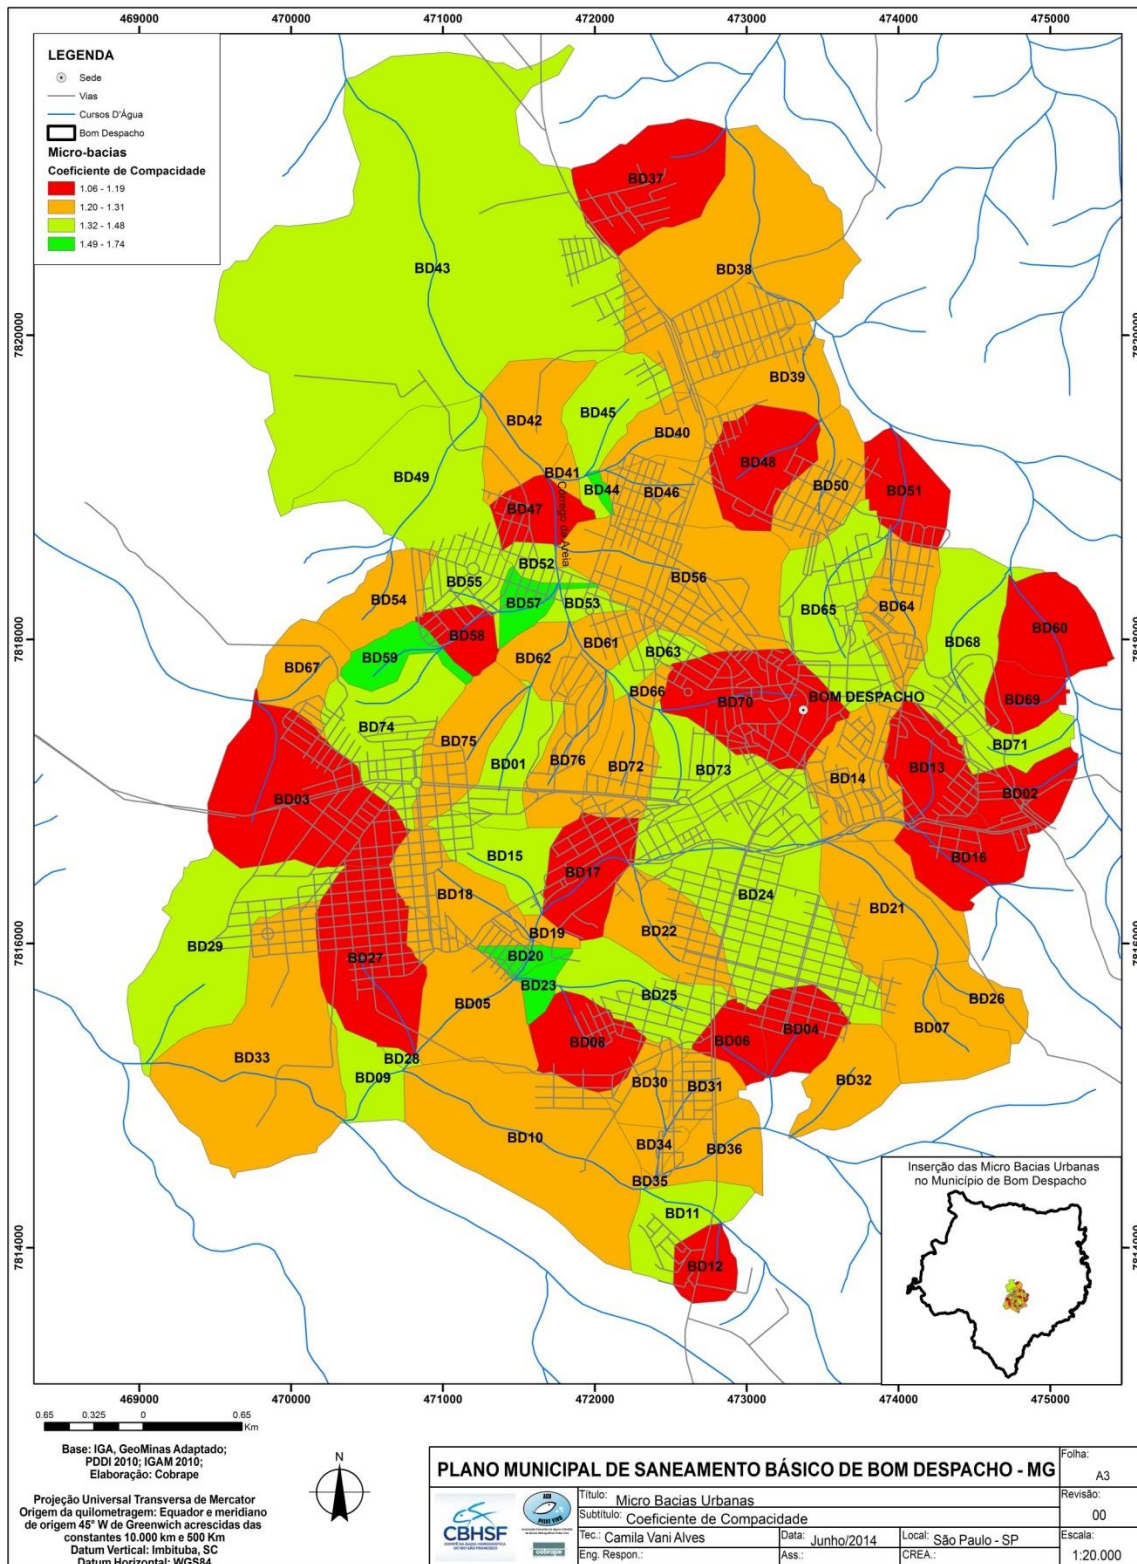 469000 470000 471000 472000 473000 474000 475000
LEGENDA
Sede
Vias
Cursos D'Água
Bom Despacho
Micro-bacias
Coeficiente de Compacidade
1.06 - 1.19
1.20 - 1.31
1.32 - 1.48
1.49 - 1.74
BD37
BD43
BD38
7820000
7820000
BD39
BD42
BD45
BD40
BD48
BD41
BD49
BD44
BD46
BD50
BD51
BD47
Corrego da Areia
BD52
BD55
BD56
BD57
BD53
BD54
BD65
BD64
7818000
BD58
BD60
7818000
BD61
BD68
BD63
BD59
BD62
BD67
BD66
BOM DESPACHO
BD70
BD69
BD74
BD75
BD71
BD01
BD76
BD72
BD73
BD13
BD14
BD03
BD02
BD15
BD16
BD17
BD18
BD24
BD21
BD19
BD22
7816000
BD29
7816000
BD27
BD20
BD23
BD25
BD26
BD05
BD07
BD04
BD08
BD06
BD33
BD28
BD09
BD30
BD31
BD32
BD10
BD34
BD36
BD35
Inserção das Micro Bacias Urbanas
no Município de Bom Despacho
BD11
7814000
7814000
BD12
469000 470000 471000 472000 473000 474000 475000
0.65 0.325 0 0.65
Km
Base: IGA, GeoMinas Adaptado;
PDDI 2010; IGAM 2010;
Elaboração: Cobrape
Projeção Universal Transversa de Mercator
Origem da quilometragem: Equador e meridiano
de origem 45° W de Greenwich acrescidas das
constantes 10.000 km e 500 Km
Datum Vertical: Imbituba, SC
Datum Horizontal: WGS84
N
PLANO MUNICIPAL DE SANEAMENTO BÁSICO DE BOM DESPACHO - MG
Folha:
A3
CBHSF
AGB
PEIXE VIVO
cobrape
Título: Micro Bacias Urbanas
Revisão:
00
Subtítulo: Coeficiente de Compacidade
Tec.: Camila Vani Alves
Data: Junho/2014
Local: São Paulo - SP
Escala:
1:20.000
Eng. Respon.:
Ass.:
CREA.: